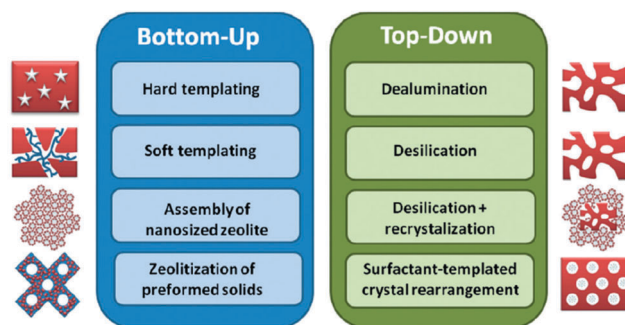 Bottom-Up
Hard templating
Soft templating
Assembly of
nanosized zeolite
Zeolitization of
preformed solids
Top-Down
Dealumination
Desilication
Desilication +
recrystalization
Surfactant-templated
crystal rearrangement